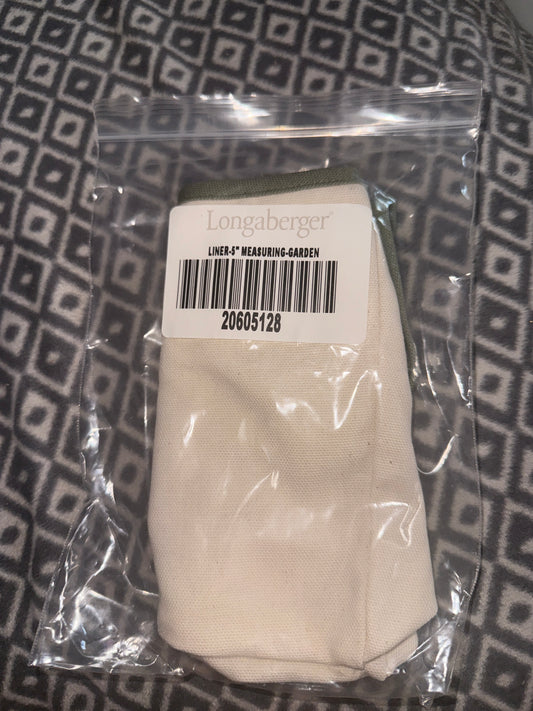 Longaberger®
LINER-5" MEASURING-GARDEN
20605128